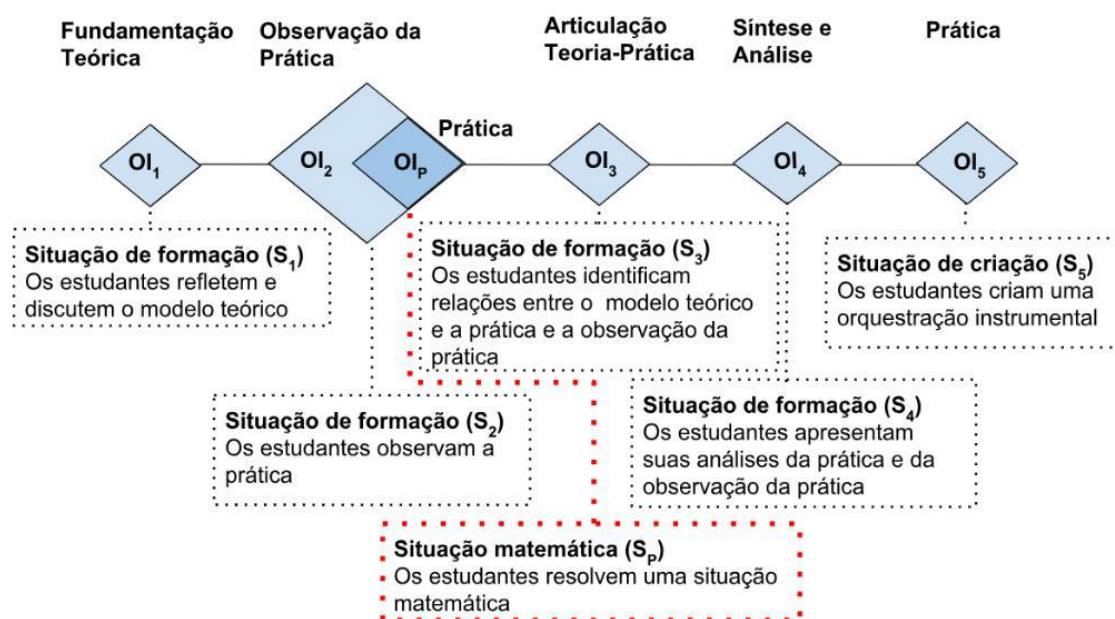 Fundamentação
Teórica
Observação da
Prática
Articulação
Teoria-Prática
Síntese e
Análise
Prática
Prática
OI₁
OI₂
OIₚ
OI₃
OI₄
OI₅
Situação de formação (S₁)
Os estudantes refletem e
discutem o modelo teórico
Situação de formação (S₃)
Os estudantes identificam
relações entre o modelo teórico
e a prática e a observação da
prática
Situação de criação (S₅)
Os estudantes criam uma
orquestração instrumental
Situação de formação (S₂)
Os estudantes observam a
prática
Situação de formação (S₄)
Os estudantes apresentam
suas análises da prática e da
observação da prática
Situação matemática (Sₚ)
Os estudantes resolvem uma situação
matemática